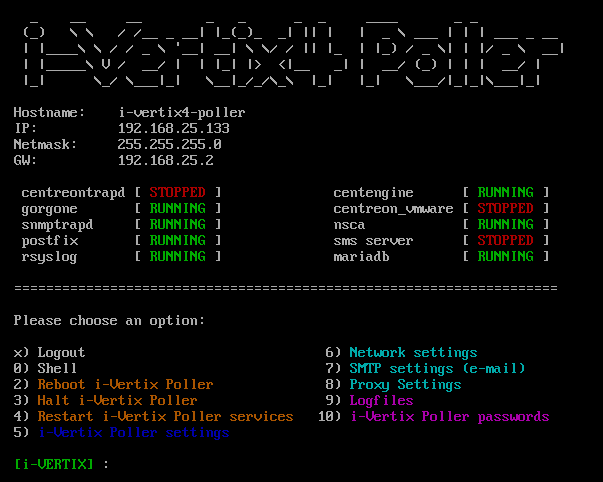 i-Vertix4 Poller
Hostname: i-vertix4-poller
IP: 192.168.25.133
Netmask: 255.255.255.0
GW: 192.168.25.2
centreontrapd [ STOPPED ] centengine [ RUNNING ]
gorgone [ RUNNING ] centreon_vmware [ STOPPED ]
snmptrapd [ RUNNING ] nsca [ RUNNING ]
postfix [ RUNNING ] sms server [ STOPPED ]
rsyslog [ RUNNING ] mariadb [ RUNNING ]
=====================================================================
Please choose an option:
x) Logout 6) Network settings
0) Shell 7) SMTP settings (e-mail)
2) Reboot i-Vertix Poller 8) Proxy Settings
3) Halt i-Vertix Poller 9) Logfiles
4) Restart i-Vertix Poller services 10) i-Vertix Poller passwords
5) i-Vertix Poller settings
[i-VERTIX] :